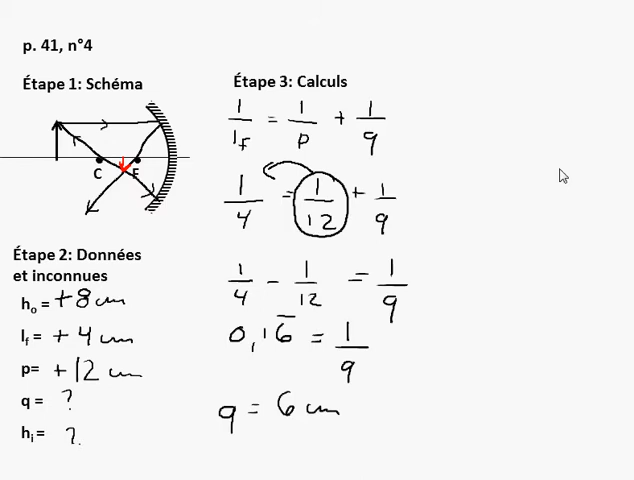 p. 41, n°4
Étape 1: Schéma
C F
Étape 2: Données
et inconnues
ho = +8 cm
lf = + 4 cm
p= + 12 cm
q = ?
hi = ?
Étape 3: Calculs
1/lf = 1/p + 1/q
1/4 = 1/12 + 1/q
1/4 - 1/12 = 1/q
0,16̅ = 1/q
q = 6 cm